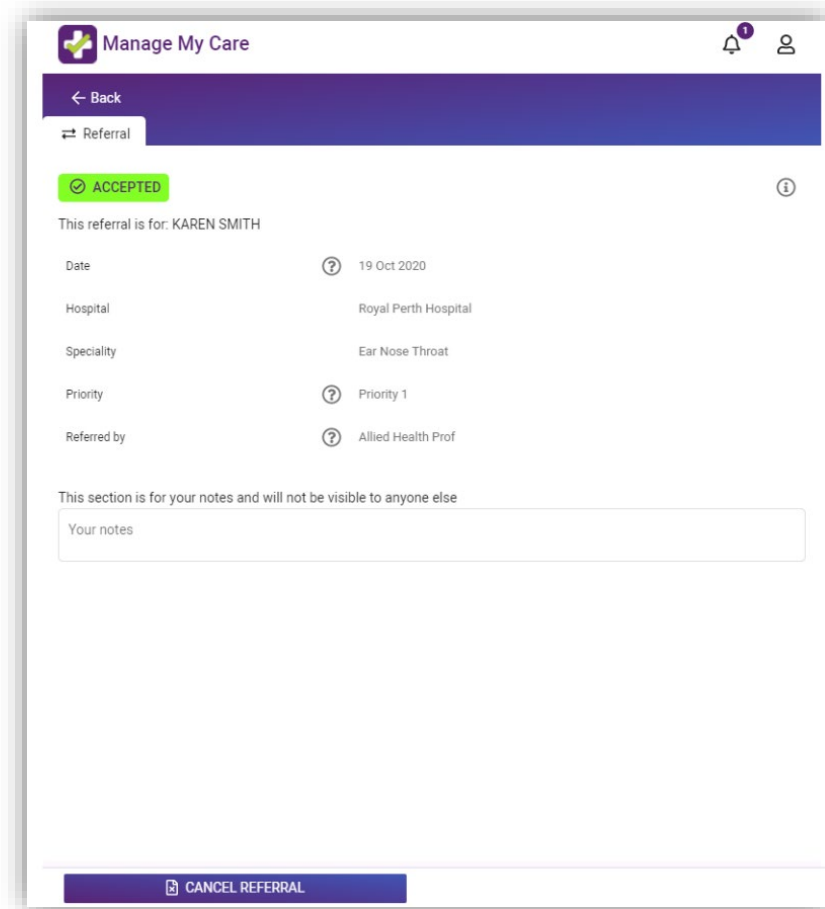 Manage My Care
1
← Back
Referral
ACCEPTED
This referral is for: KAREN SMITH
Date 19 Oct 2020
Hospital Royal Perth Hospital
Speciality Ear Nose Throat
Priority Priority 1
Referred by Allied Health Prof
This section is for your notes and will not be visible to anyone else
Your notes
CANCEL REFERRAL